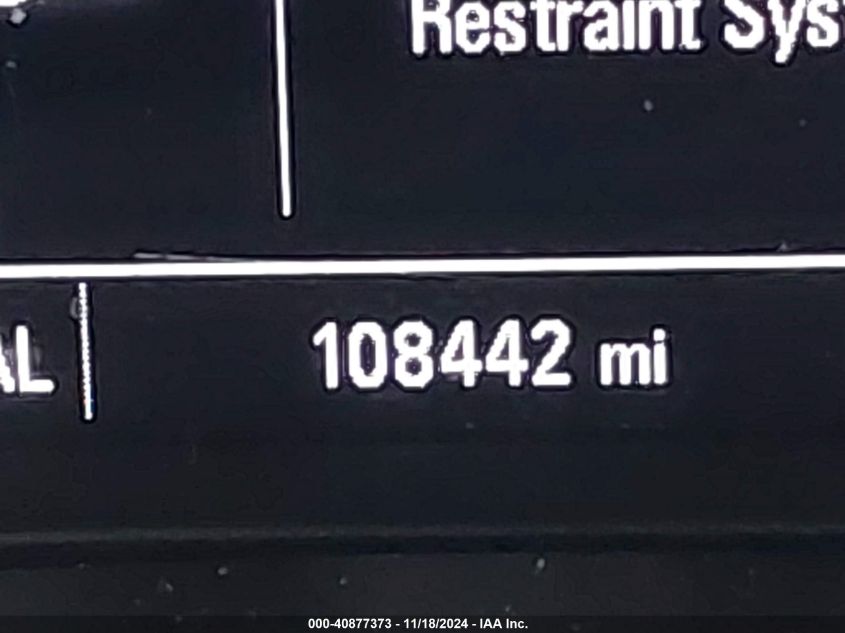 Restraint Sys
AL
108442 mi
000-40877373 - 11/18/2024 - IAA Inc.